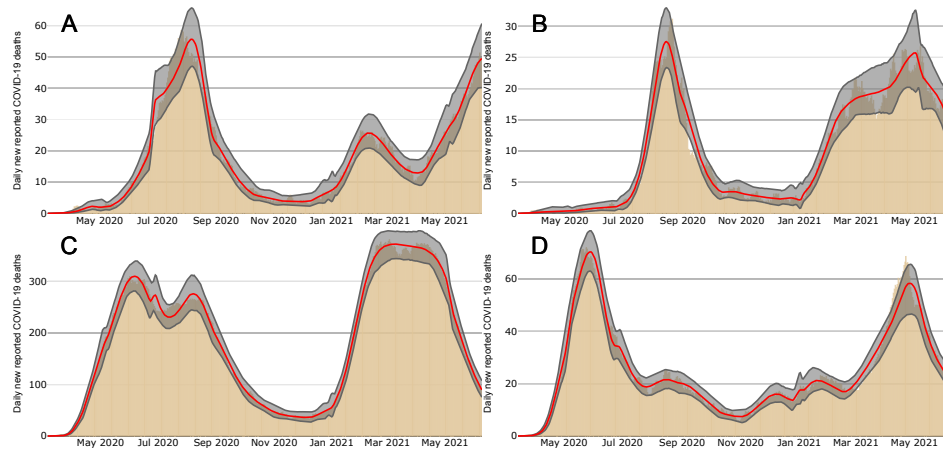 A
Daily new reported COVID-19 deaths
60
50
40
30
20
10
0
May 2020 Jul 2020 Sep 2020 Nov 2020 Jan 2021 Mar 2021 May 2021
B
Daily new reported COVID-19 deaths
30
25
20
15
10
5
0
May 2020 Jul 2020 Sep 2020 Nov 2020 Jan 2021 Mar 2021 May 2021
C
Daily new reported COVID-19 deaths
300
200
100
0
May 2020 Jul 2020 Sep 2020 Nov 2020 Jan 2021 Mar 2021 May 2021
D
Daily new reported COVID-19 deaths
60
40
20
0
May 2020 Jul 2020 Sep 2020 Nov 2020 Jan 2021 Mar 2021 May 2021